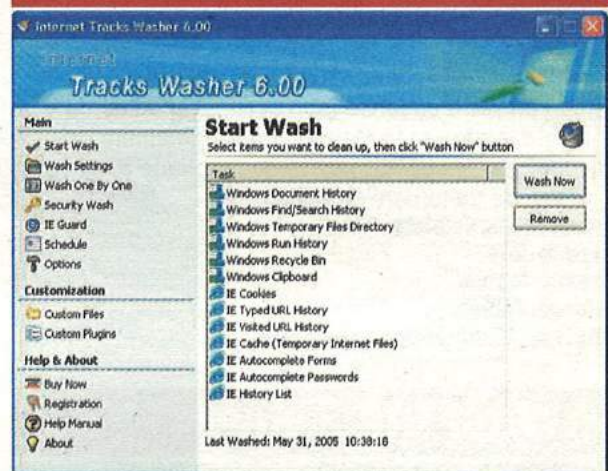 Internet Tracks Washer 6.00
Internet
Tracks Washer 6.00
Main
Start Wash
Wash Settings
Wash One By One
Security Wash
IE Guard
Schedule
Options
Customization
Custom Files
Custom Plugins
Help & About
Buy Now
Registration
Help Manual
About
Start Wash
Select items you want to clean up, then click "Wash Now" button
Task
Windows Document History
Windows Find/Search History
Windows Temporary Files Directory
Windows Run History
Windows Recycle Bin
Windows Clipboard
IE Cookies
IE Typed URL History
IE Visited URL History
IE Cache (Temporary Internet Files)
IE Autocomplete Forms
IE Autocomplete Passwords
IE History List
Last Washed: May 31, 2005 10:38:18
Wash Now
Remove